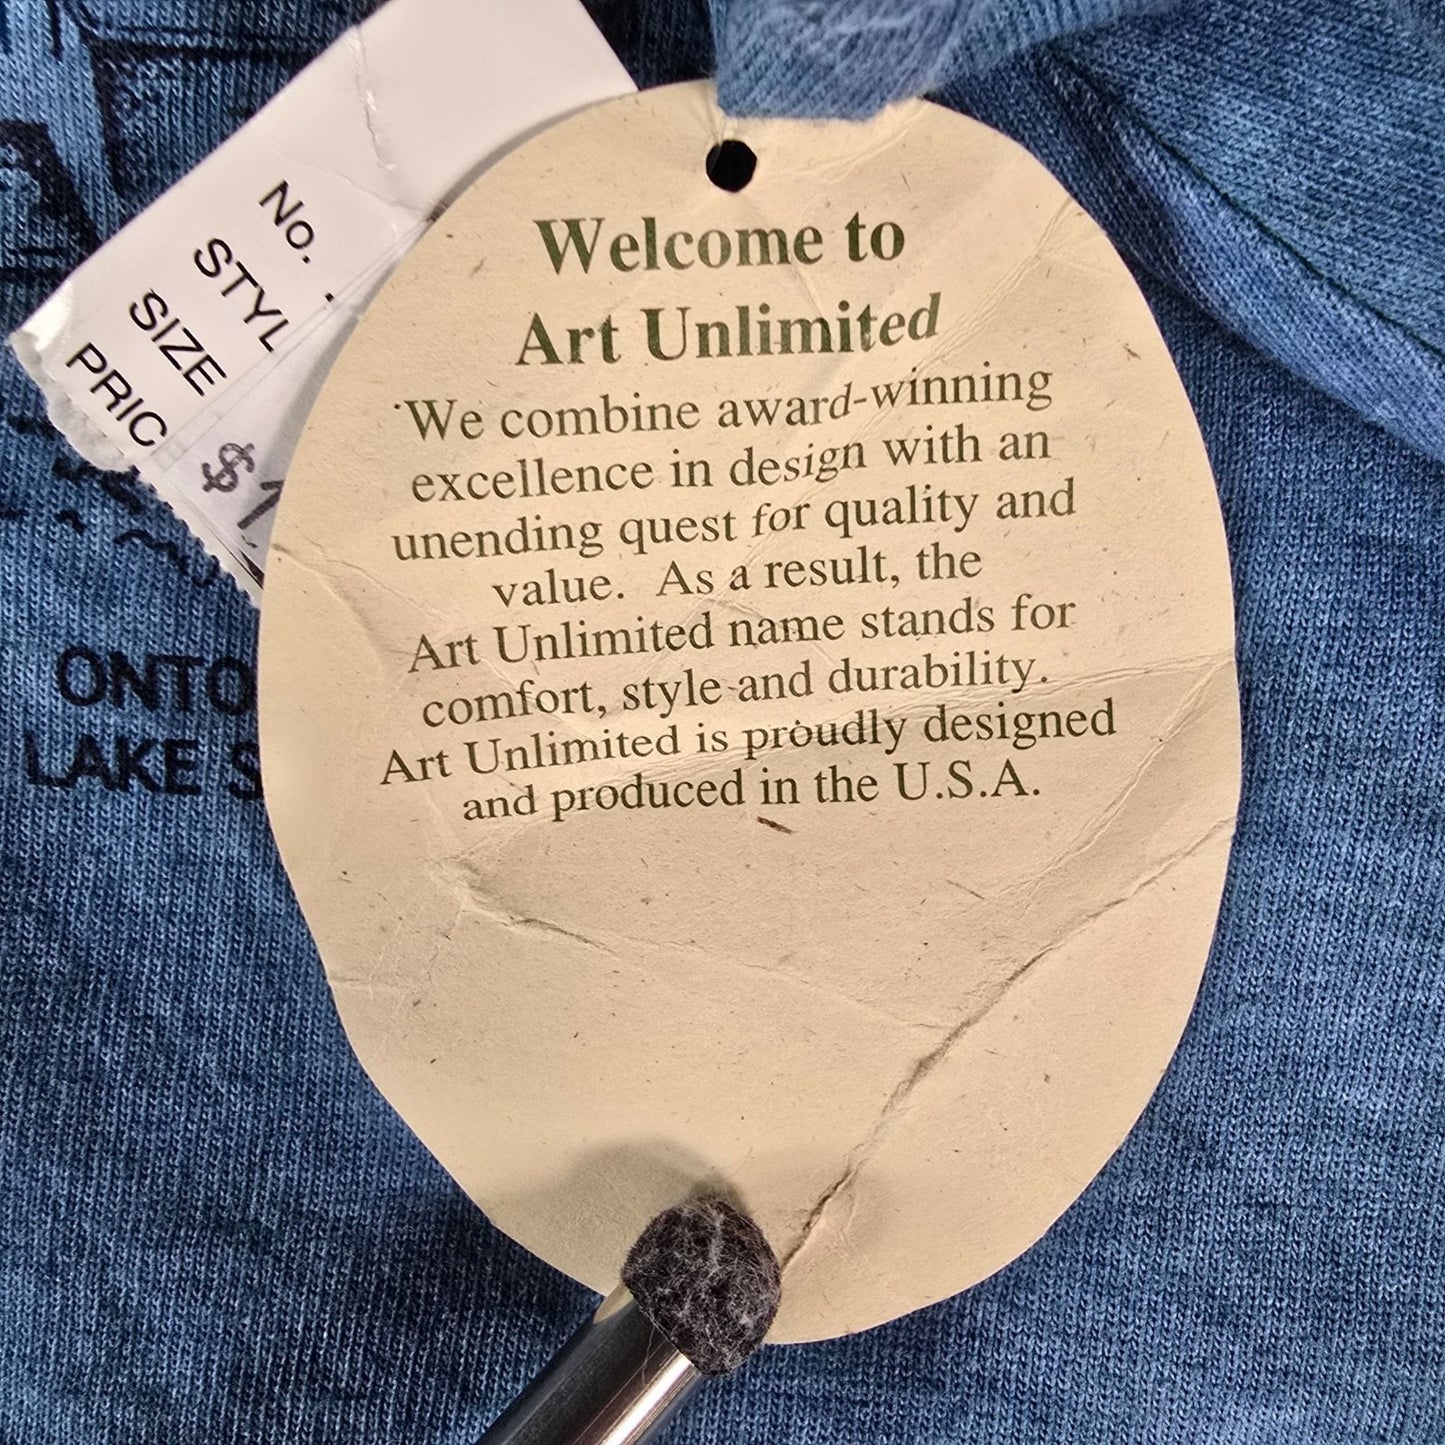 No.
STYL
SIZE
PRIC
$1
Welcome to
Art Unlimited
We combine award-winning
excellence in design with an
unending quest for quality and
value. As a result, the
Art Unlimited name stands for
comfort, style and durability.
Art Unlimited is proudly designed
and produced in the U.S.A.
ONTO
LAKE S